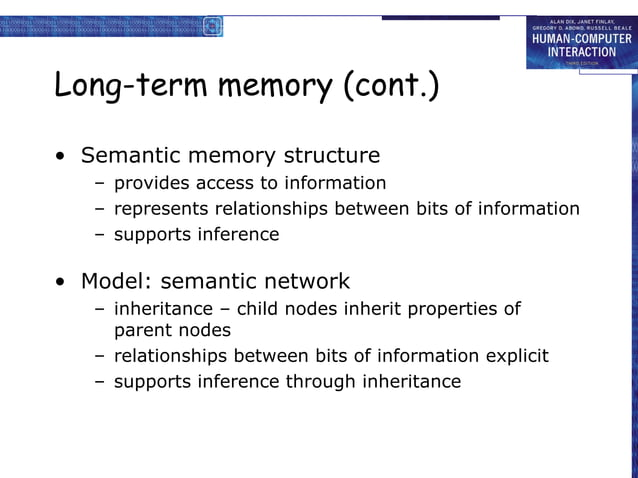 ALAN DIX, JANET FINLAY,
GREGORY D. ABOWD, RUSSELL BEALE
HUMAN-COMPUTER
INTERACTION
THIRD EDITION
Long-term memory (cont.)
• Semantic memory structure
– provides access to information
– represents relationships between bits of information
– supports inference
• Model: semantic network
– inheritance – child nodes inherit properties of
parent nodes
– relationships between bits of information explicit
– supports inference through inheritance